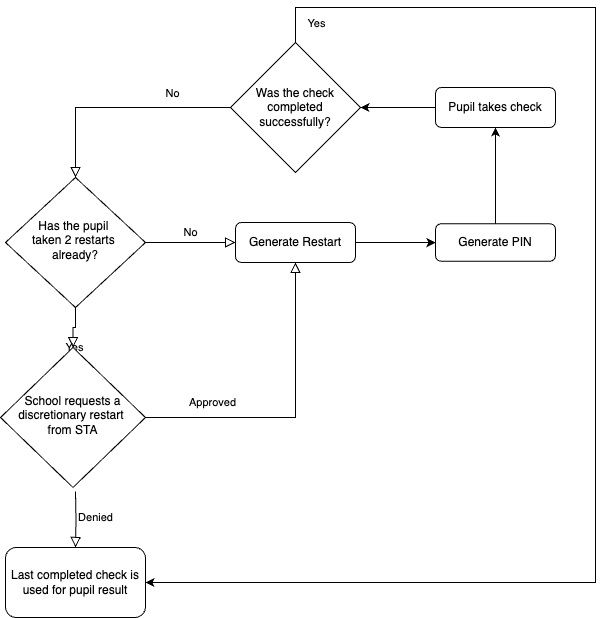 Yes
No
Was the check
completed
successfully?
Pupil takes check
Has the pupil
taken 2 restarts
already?
No
Generate Restart
Generate PIN
Yes
School requests a
discretionary restart
from STA
Approved
Denied
Last completed check is
used for pupil result